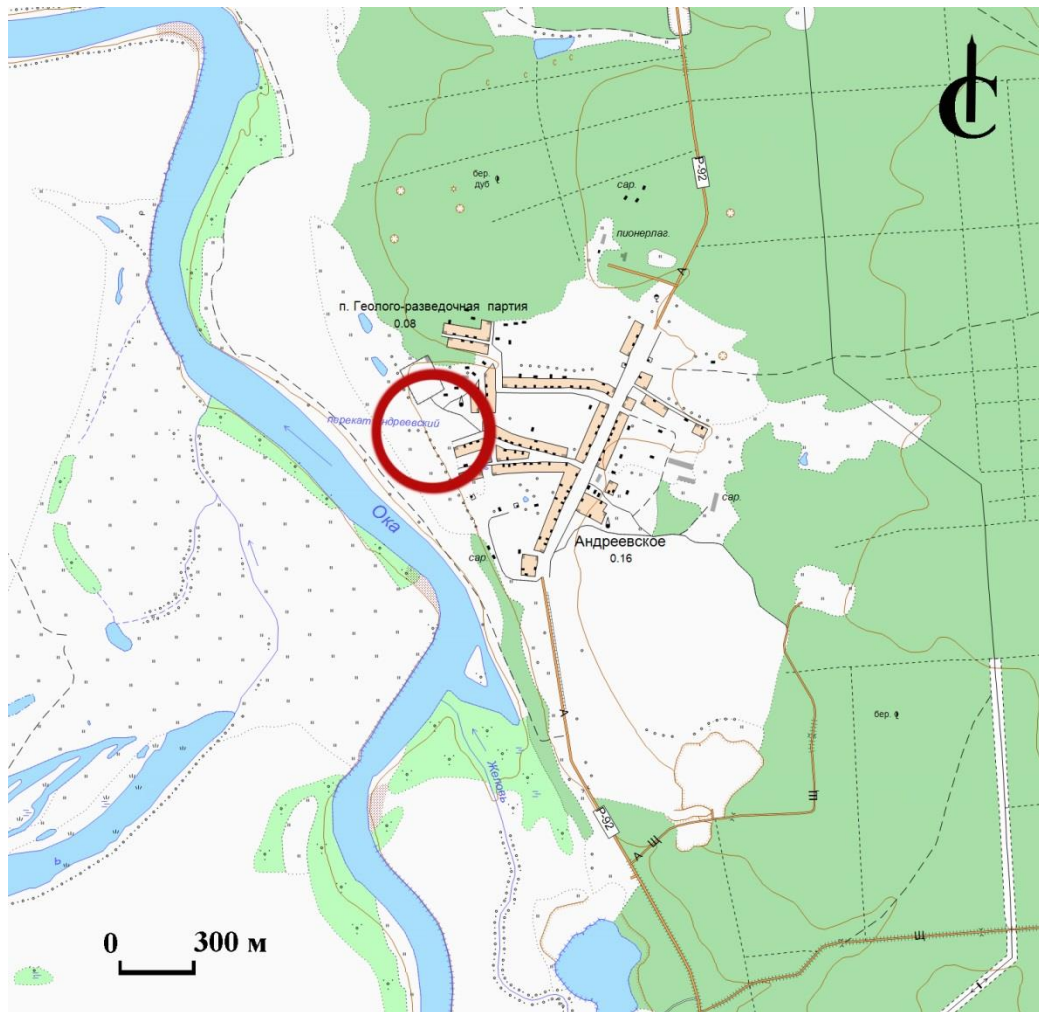 С
Р-92
бер.
дуб
сар.
пионерлаг.
А
п. Геолого-разведочная партия
0.08
перекат Андреевский
Ока
сар.
Андреевское
0.16
сар.
А
бер.
Желовь
Щ
Р-92
А
Щ
Щ
Г
0 300 м